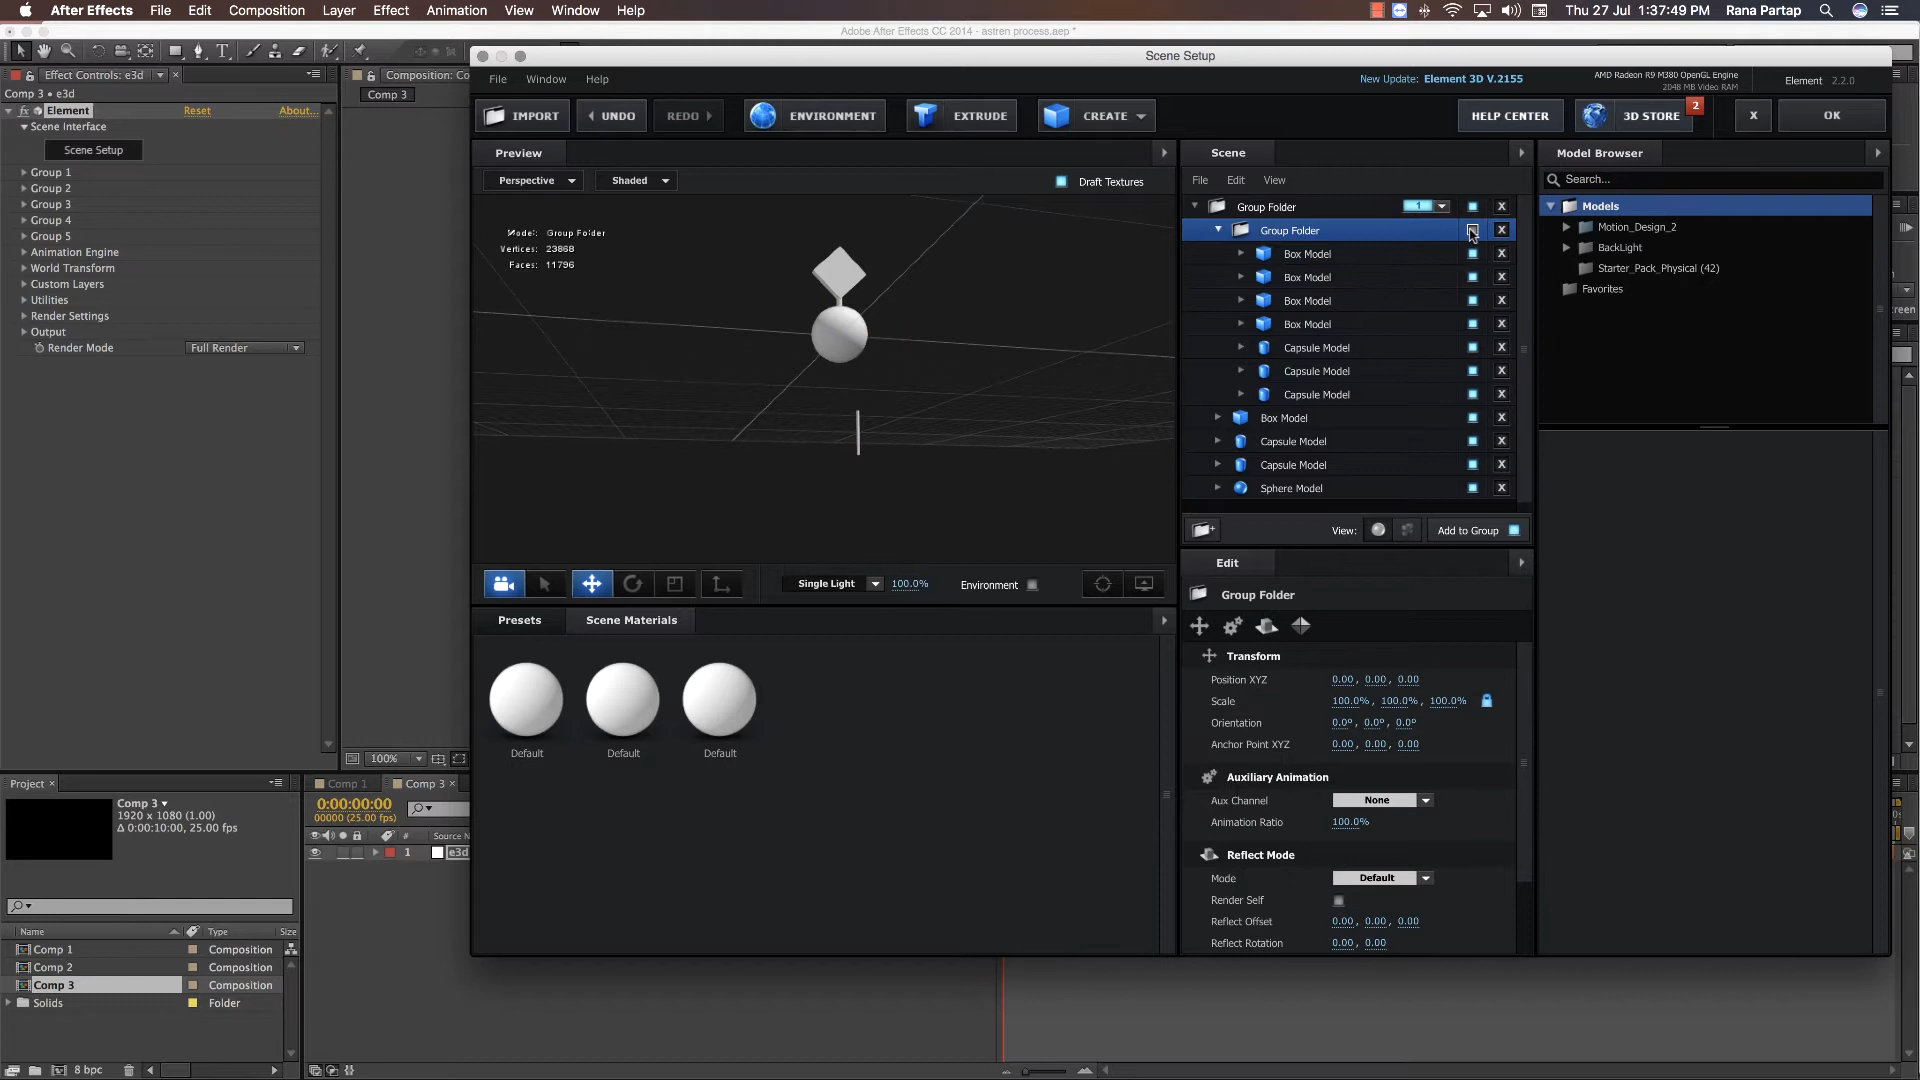 After Effects File Edit Composition Layer Effect Animation View Window Help Thu 27 Jul 1:37:49 PM Rana Partap
Adobe After Effects CC 2014 - astren process.aep *
Scene Setup
Effect Controls: e3d
Composition: Co
File Window Help
New Update: Element 3D V.2155
AMD Radeon R9 M380 OpenGL Engine
2048 MB Video RAM
Element 2.2.0
Comp 3 • e3d
Comp 3
fx Element Reset About...
Scene Interface
Scene Setup
Group 1
Group 2
Group 3
Group 4
Group 5
Animation Engine
World Transform
Custom Layers
Utilities
Render Settings
Output
Render Mode Full Render
IMPORT UNDO REDO ENVIRONMENT EXTRUDE CREATE HELP CENTER 3D STORE 2 X OK
Preview
Perspective Shaded Draft Textures
Model: Group Folder
Vertices: 23868
Faces: 11796
Single Light 100.0% Environment
Presets Scene Materials
Default Default Default
Scene
File Edit View
Group Folder 1 X
Group Folder X
Box Model X
Box Model X
Box Model X
Box Model X
Capsule Model X
Capsule Model X
Capsule Model X
Box Model X
Capsule Model X
Capsule Model X
Sphere Model X
View: Add to Group
Edit
Group Folder
Transform
Position XYZ 0.00, 0.00, 0.00
Scale 100.0%, 100.0%, 100.0%
Orientation 0.0º, 0.0º, 0.0º
Anchor Point XYZ 0.00, 0.00, 0.00
Auxiliary Animation
Aux Channel None
Animation Ratio 100.0%
Reflect Mode
Mode Default
Render Self
Reflect Offset 0.00, 0.00, 0.00
Reflect Rotation 0.00, 0.00
Model Browser
Search...
Models
Motion_Design_2
BackLight
Starter_Pack_Physical (42)
Favorites
reen
100%
Project
Comp 3
1920 x 1080 (1.00)
Δ 0:00:10:00, 25.00 fps
Name Type Size
Comp 1 Composition
Comp 2 Composition
Comp 3 Composition
Solids Folder
8 bpc
Comp 1 Comp 3
0:00:00:00
00000 (25.00 fps)
# Source N
1 e3d